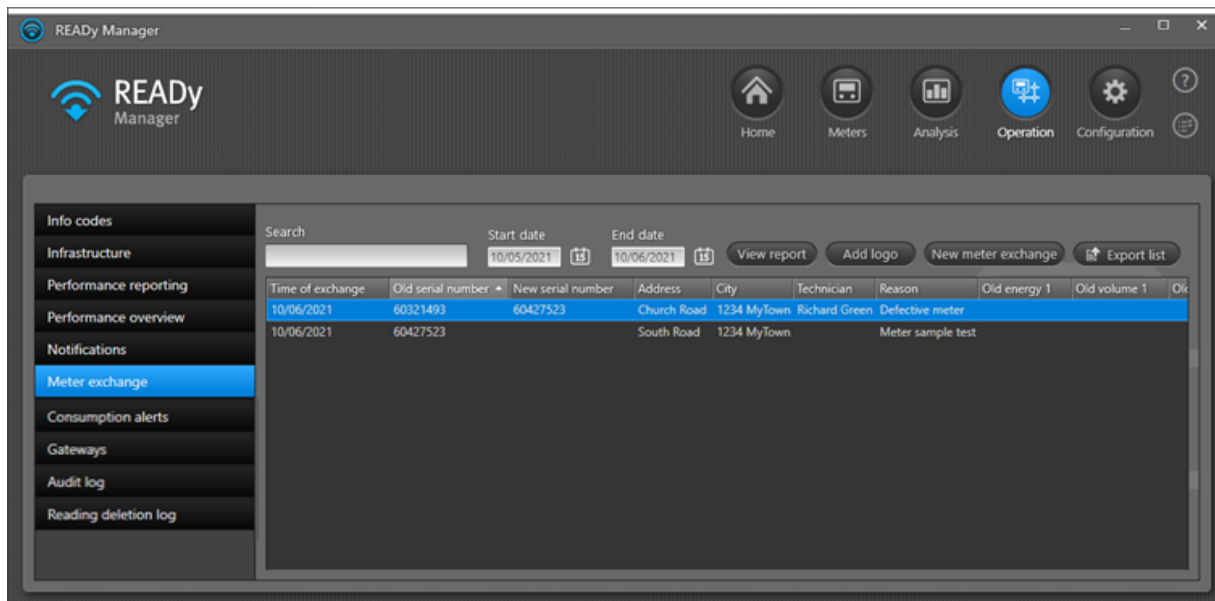 READy Manager
READy
Manager
Home Meters Analysis Operation Configuration
Info codes
Infrastructure
Performance reporting
Performance overview
Notifications
Meter exchange
Consumption alerts
Gateways
Audit log
Reading deletion log
Search Start date End date
10/05/2021 15 10/06/2021 15 View report Add logo New meter exchange Export list
Time of exchange Old serial number New serial number Address City Technician Reason Old energy 1 Old volume 1
10/06/2021 60321493 60427523 Church Road 1234 MyTown Richard Green Defective meter
10/06/2021 60427523 South Road 1234 MyTown Meter sample test